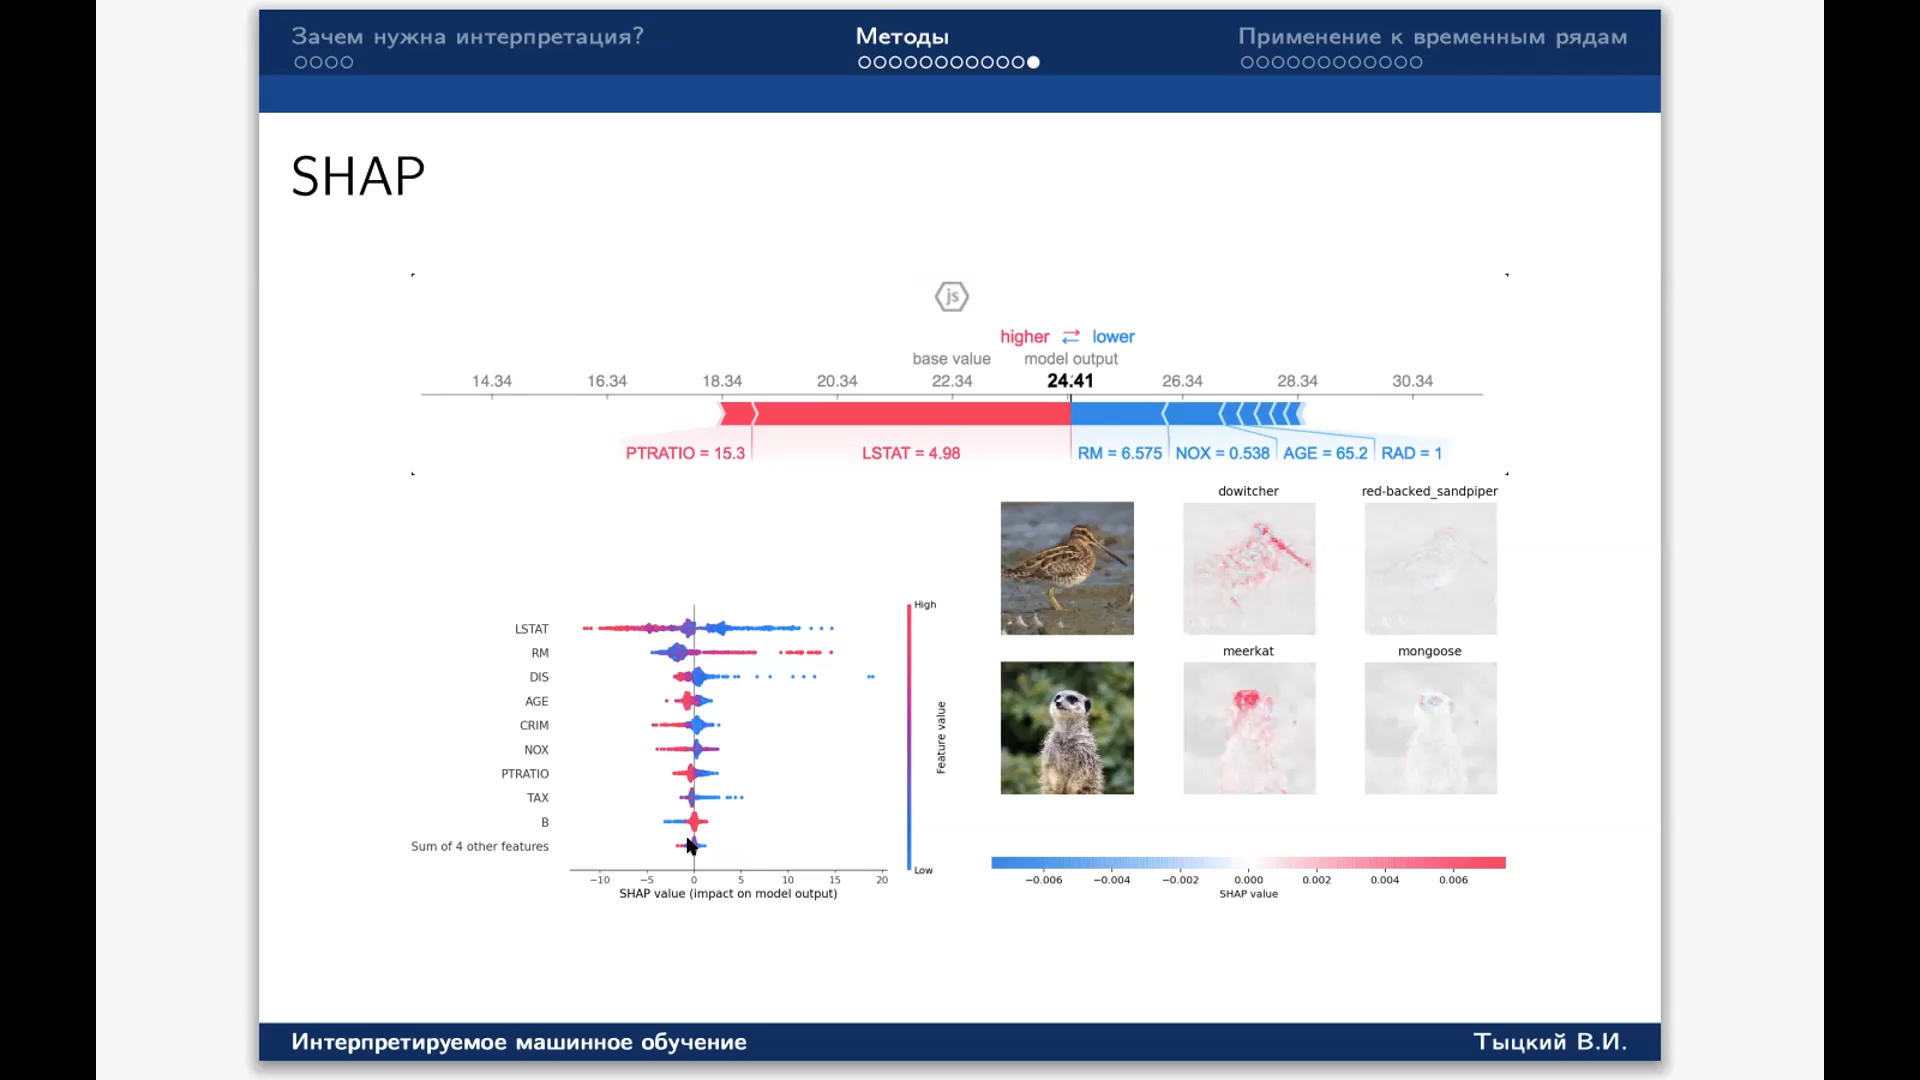 Зачем нужна интерпретация?
Методы
Применение к временным рядам
SHAP
js
higher lower
base value model output
14.34 16.34 18.34 20.34 22.34 24.41 26.34 28.34 30.34
PTRATIO = 15.3 LSTAT = 4.98 RM = 6.575 NOX = 0.538 AGE = 65.2 RAD = 1
dowitcher red-backed_sandpiper
meerkat mongoose
High
LSTAT
RM
DIS
AGE
CRIM
NOX
PTRATIO
TAX
B
Sum of 4 other features
Feature value
Low
−10 −5 0 5 10 15 20
SHAP value (impact on model output)
−0.006 −0.004 −0.002 0.000 0.002 0.004 0.006
SHAP value
Интерпретируемое машинное обучение
Тыцкий В.И.